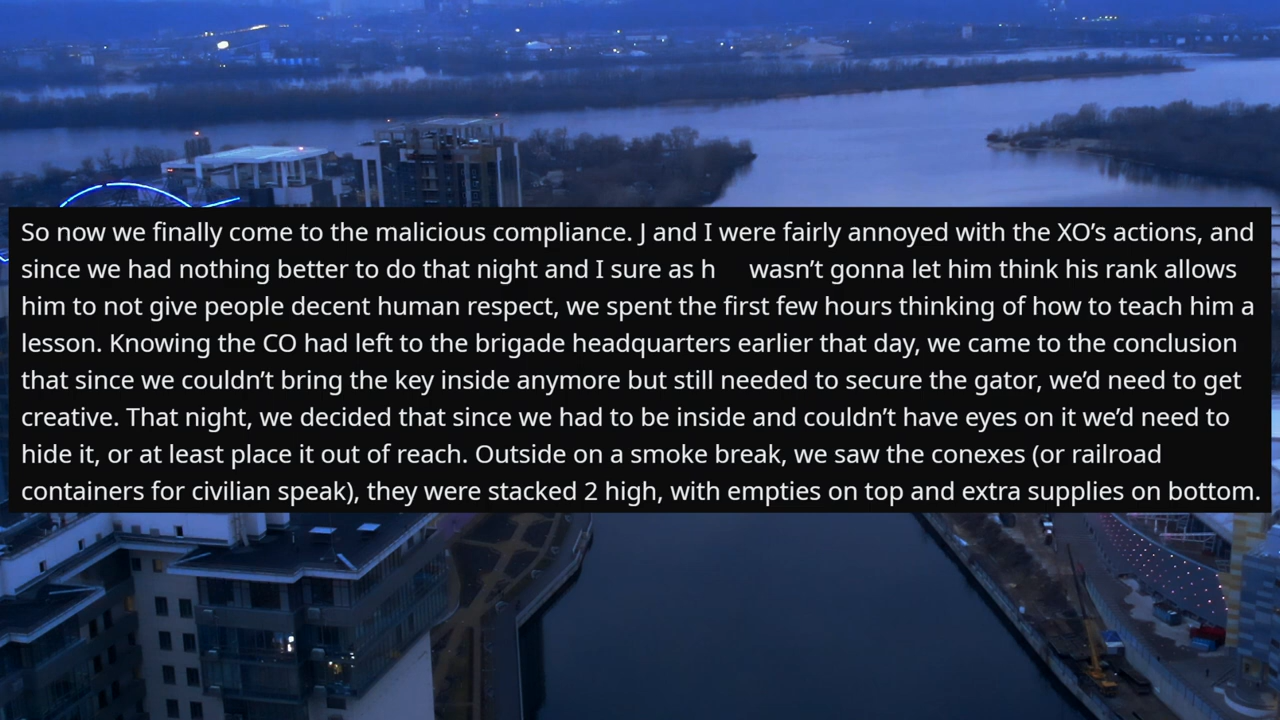 So now we finally come to the malicious compliance. J and I were fairly annoyed with the XO’s actions, and
since we had nothing better to do that night and I sure as h wasn’t gonna let him think his rank allows
him to not give people decent human respect, we spent the first few hours thinking of how to teach him a
lesson. Knowing the CO had left to the brigade headquarters earlier that day, we came to the conclusion
that since we couldn’t bring the key inside anymore but still needed to secure the gator, we’d need to get
creative. That night, we decided that since we had to be inside and couldn’t have eyes on it we’d need to
hide it, or at least place it out of reach. Outside on a smoke break, we saw the conexes (or railroad
containers for civilian speak), they were stacked 2 high, with empties on top and extra supplies on bottom.